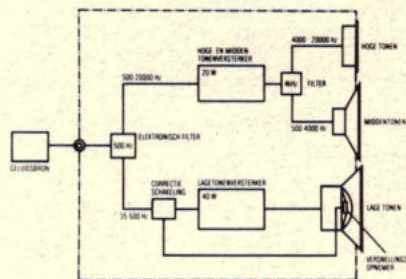 4000 - 20000 Hz
HOGE TONEN
HOGE EN MIDDEN-
TONENVERSTERKER
500 20000 Hz
20 W
4kHz
FILTER
500 4000 Hz
MIDDENTONEN
ELEKTRONISCH FILTER
500 Hz
GELUIDSBRON
CORRECTIE
SCHAKELING
LAGETONENVERSTERKER
40 W
35 500 Hz
LAGE TONEN
VERSNELLINGS
OPNEMER